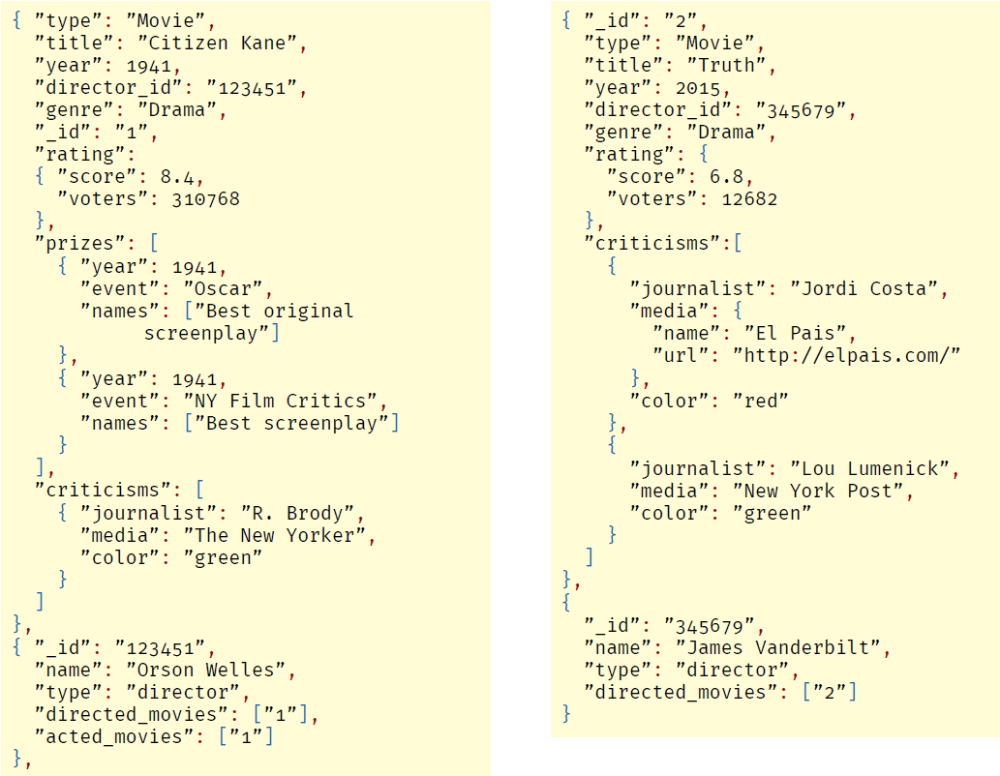 { ”type”: ”Movie”,
  ”title”: ”Citizen Kane”,
  ”year”: 1941,
  ”director_id”: ”123451”,
  ”genre”: ”Drama”,
  ”_id”: ”1”,
  ”rating”:
  { ”score”: 8.4,
    ”voters”: 310768
  },
  ”prizes”: [
    { ”year”: 1941,
      ”event”: ”Oscar”,
      ”names”: [”Best original
           screenplay”]
    },
    { ”year”: 1941,
      ”event”: ”NY Film Critics”,
      ”names”: [”Best screenplay”]
    }
  ],
  ”criticisms”: [
    { ”journalist”: ”R. Brody”,
      ”media”: ”The New Yorker”,
      ”color”: ”green”
    }
  ]
},
{ ”_id”: ”123451”,
  ”name”: ”Orson Welles”,
  ”type”: ”director”,
  ”directed_movies”: [”1”],
  ”acted_movies”: [”1”]
},
{ ”_id”: ”2”,
  ”type”: ”Movie”,
  ”title”: ”Truth”,
  ”year”: 2015,
  ”director_id”: ”345679”,
  ”genre”: ”Drama”,
  ”rating”: {
    ”score”: 6.8,
    ”voters”: 12682
  },
  ”criticisms”:[
    {
      ”journalist”: ”Jordi Costa”,
      ”media”: {
        ”name”: ”El Pais”,
        ”url”: ”http://elpais.com/”
      },
      ”color”: ”red”
    },
    {
      ”journalist”: ”Lou Lumenick”,
      ”media”: ”New York Post”,
      ”color”: ”green”
    }
  ]
},
{
  ”_id”: ”345679”,
  ”name”: ”James Vanderbilt”,
  ”type”: ”director”,
  ”directed_movies”: [”2”]
}